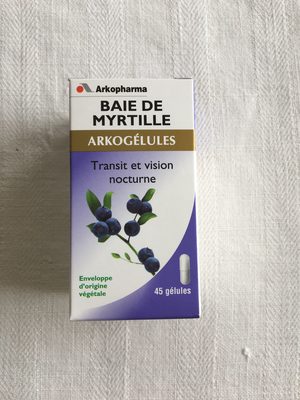 Arkopharma
BAIE DE
MYRTILLE
ARKOGÉLULES
Transit et vision
nocturne
Enveloppe
d'origine
végétale
45 gélules